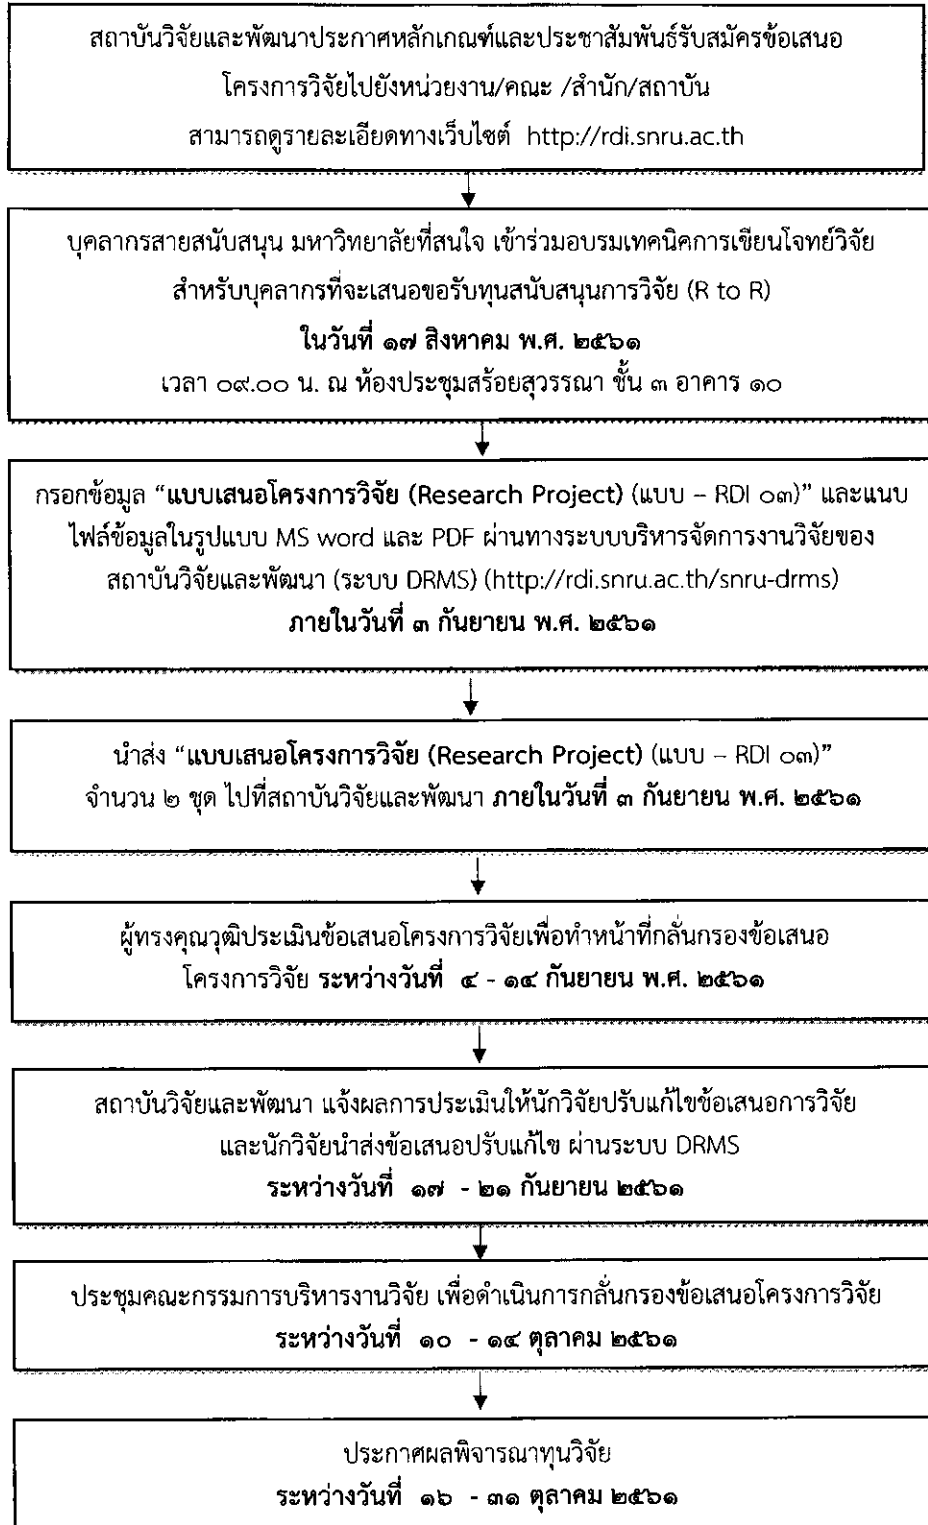 สถาบันวิจัยและพัฒนาประกาศหลักเกณฑ์และประชาสัมพันธ์รับสมัครข้อเสนอ
โครงการวิจัยไปยังหน่วยงาน/คณะ /สำนัก/สถาบัน
สามารถดูรายละเอียดทางเว็บไซต์ http://rdi.snru.ac.th
บุคลากรสายสนับสนุน มหาวิทยาลัยที่สนใจ เข้าร่วมอบรมเทคนิคการเขียนโจทย์วิจัย
สำหรับบุคลากรที่จะเสนอขอรับทุนสนับสนุนการวิจัย (R to R)
ในวันที่ ๑๗ สิงหาคม พ.ศ. ๒๕๖๑
เวลา ๐๙.๐๐ น. ณ ห้องประชุมสร้อยสุวรรณา ชั้น ๓ อาคาร ๑๐
กรอกข้อมูล “แบบเสนอโครงการวิจัย (Research Project) (แบบ – RDI ๐๓)” และแนบ
ไฟล์ข้อมูลในรูปแบบ MS word และ PDF ผ่านทางระบบบริหารจัดการงานวิจัยของ
สถาบันวิจัยและพัฒนา (ระบบ DRMS) (http://rdi.snru.ac.th/snru-drms)
ภายในวันที่ ๓ กันยายน พ.ศ. ๒๕๖๑
นำส่ง “แบบเสนอโครงการวิจัย (Research Project) (แบบ – RDI ๐๓)”
จำนวน ๒ ชุด ไปที่สถาบันวิจัยและพัฒนา ภายในวันที่ ๓ กันยายน พ.ศ. ๒๕๖๑
ผู้ทรงคุณวุฒิประเมินข้อเสนอโครงการวิจัยเพื่อทำหน้าที่กลั่นกรองข้อเสนอ
โครงการวิจัย ระหว่างวันที่ ๔ - ๑๔ กันยายน พ.ศ. ๒๕๖๑
สถาบันวิจัยและพัฒนา แจ้งผลการประเมินให้นักวิจัยปรับแก้ไขข้อเสนอการวิจัย
และนักวิจัยนำส่งข้อเสนอปรับแก้ไข ผ่านระบบ DRMS
ระหว่างวันที่ ๑๗ - ๒๑ กันยายน ๒๕๖๑
ประชุมคณะกรรมการบริหารงานวิจัย เพื่อดำเนินการกลั่นกรองข้อเสนอโครงการวิจัย
ระหว่างวันที่ ๑๐ - ๑๔ ตุลาคม ๒๕๖๑
ประกาศผลพิจารณาทุนวิจัย
ระหว่างวันที่ ๑๖ - ๓๑ ตุลาคม ๒๕๖๑